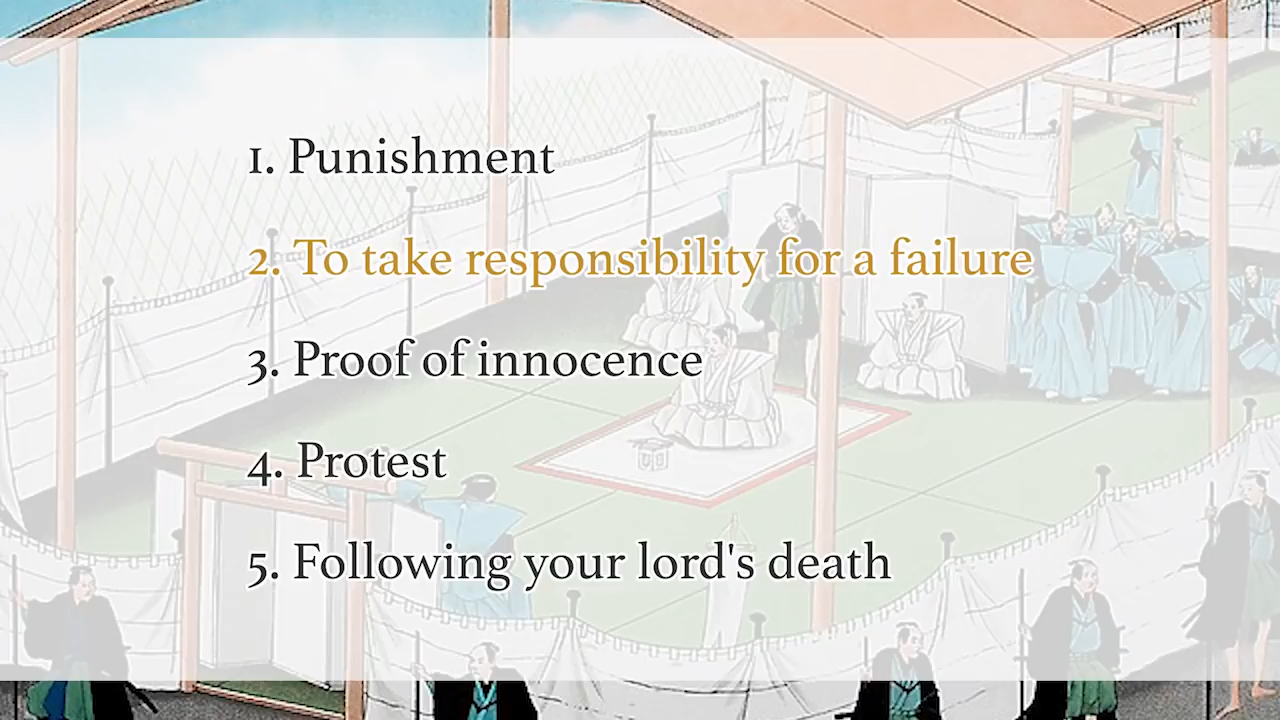 1. Punishment
2. To take responsibility for a failure
3. Proof of innocence
4. Protest
5. Following your lord's death